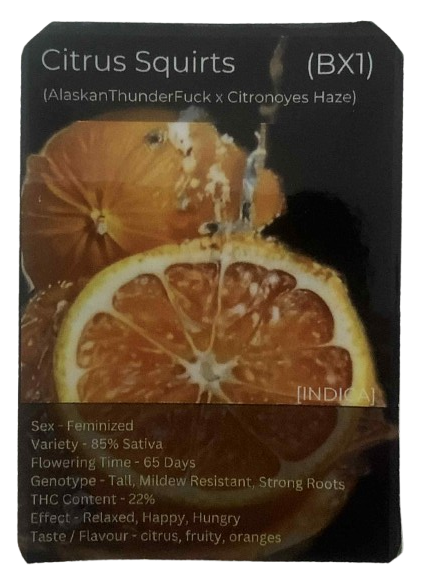 Citrus Squirts (BX1)
(AlaskanThunderFuck x Citronoyes Haze)
[INDICA]
Sex - Feminized
Variety - 85% Sativa
Flowering Time - 65 Days
Genotype - Tall, Mildew Resistant, Strong Roots
THC Content - 22%
Effect - Relaxed, Happy, Hungry
Taste / Flavour - citrus, fruity, oranges